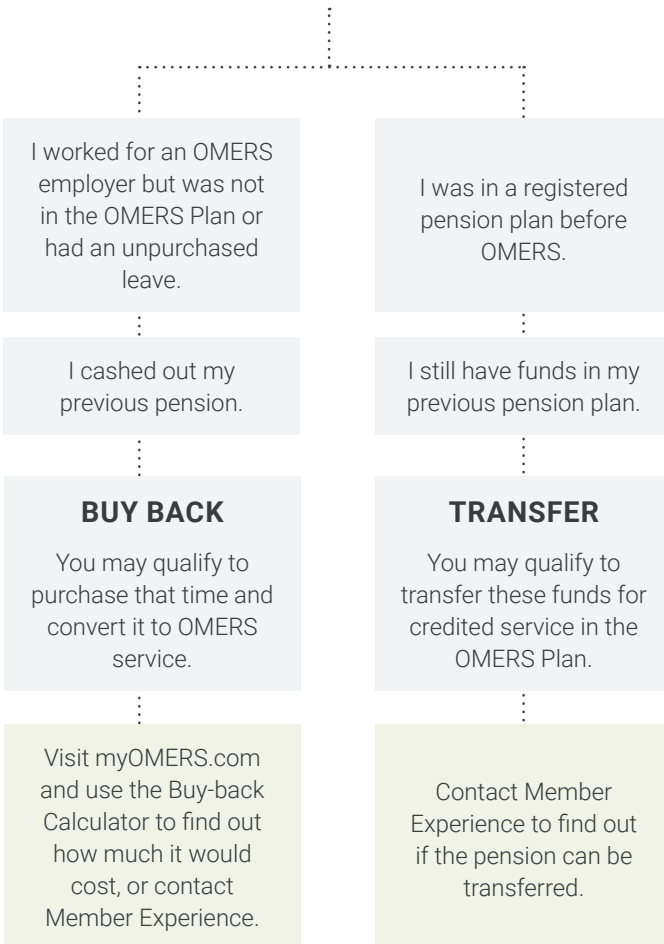 I worked for an OMERS
employer but was not
in the OMERS Plan or
had an unpurchased
leave.
I cashed out my
previous pension.
BUY BACK
You may qualify to
purchase that time and
convert it to OMERS
service.
Visit myOMERS.com
and use the Buy-back
Calculator to find out
how much it would
cost, or contact
Member Experience.
I was in a registered
pension plan before
OMERS.
I still have funds in my
previous pension plan.
TRANSFER
You may qualify to
transfer these funds for
credited service in the
OMERS Plan.
Contact Member
Experience to find out
if the pension can be
transferred.